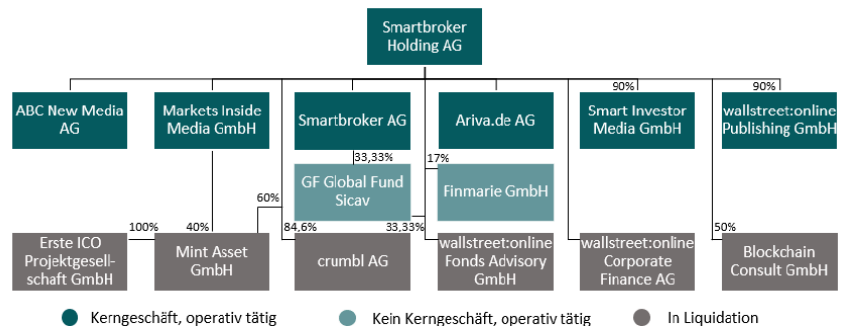 Smartbroker
Holding AG
90%
90%
ABC New Media
AG
Markets Inside
Media GmbH
Smartbroker AG
Ariva.de AG
Smart Investor
Media GmbH
wallstreet:online
Publishing GmbH
33,33%
17%
GF Global Fund
Sicav
Finmarie GmbH
60%
100%
40%
84,6%
33,33%
50%
Erste ICO
Projektgesell-
schaft GmbH
Mint Asset
GmbH
crumbl AG
wallstreet:online
Fonds Advisory
GmbH
wallstreet:online
Corporate
Finance AG
Blockchain
Consult GmbH
Kerngeschäft, operativ tätig
Kein Kerngeschäft, operativ tätig
In Liquidation